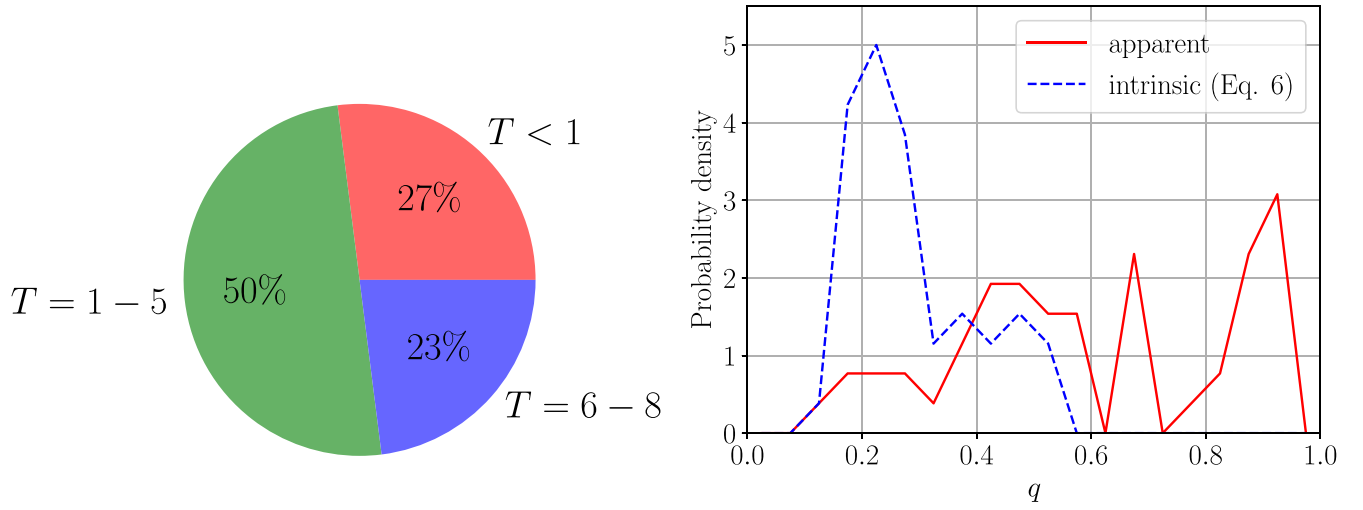 T < 1
27%
50%
T = 1 − 5
23%
T = 6 − 8
Probability density
5
4
3
2
1
0
apparent
intrinsic (Eq. 6)
0.0 0.2 0.4 0.6 0.8 1.0
q